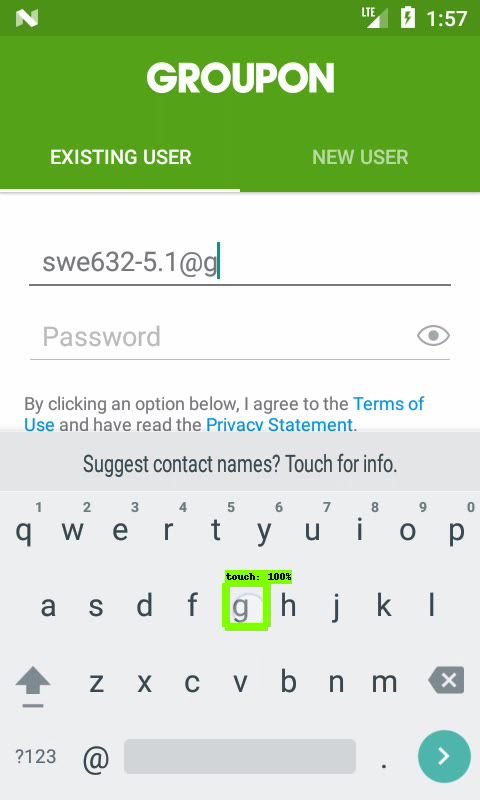 LTE 1:57
GROUPON
EXISTING USER NEW USER
swe632-5.1@g
Password
By clicking an option below, I agree to the Terms of
Use and have read the Privacy Statement.
Suggest contact names? Touch for info.
1 2 3 4 5 6 7 8 9 0
q w e r t y u i o p
touch: 100%
a s d f g h j k l
z x c v b n m
?123 @ .